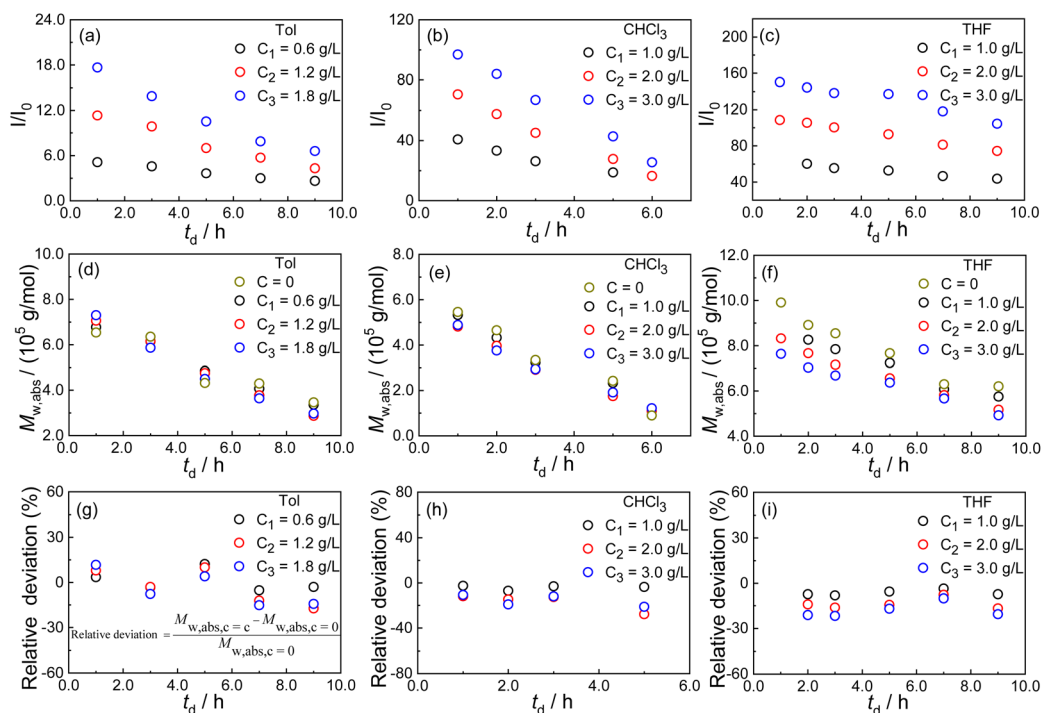 (a)
Tol
C1 = 0.6 g/L
C2 = 1.2 g/L
C3 = 1.8 g/L
24.0
18.0
12.0
6.0
0.0
I/I0
0.0 2.0 4.0 6.0 8.0 10.0
td / h
(b)
CHCl3
C1 = 1.0 g/L
C2 = 2.0 g/L
C3 = 3.0 g/L
120
80
40
0
I/I0
0.0 2.0 4.0 6.0
td / h
(c)
THF
C1 = 1.0 g/L
C2 = 2.0 g/L
C3 = 3.0 g/L
200
160
120
80
40
I/I0
0.0 2.0 4.0 6.0 8.0 10.0
td / h
(d)
Tol
C = 0
C1 = 0.6 g/L
C2 = 1.2 g/L
C3 = 1.8 g/L
10.0
8.0
6.0
4.0
2.0
0.0
Mw,abs / (10^5 g/mol)
0.0 2.0 4.0 6.0 8.0 10.0
td / h
(e)
CHCl3
C = 0
C1 = 1.0 g/L
C2 = 2.0 g/L
C3 = 3.0 g/L
8.0
6.0
4.0
2.0
0.0
Mw,abs / (10^5 g/mol)
0.0 2.0 4.0 6.0
td / h
(f)
THF
C = 0
C1 = 1.0 g/L
C2 = 2.0 g/L
C3 = 3.0 g/L
12.0
10.0
8.0
6.0
4.0
Mw,abs / (10^5 g/mol)
0.0 2.0 4.0 6.0 8.0 10.0
td / h
(g)
Tol
C1 = 0.6 g/L
C2 = 1.2 g/L
C3 = 1.8 g/L
60
30
0
-30
-60
Relative deviation (%)
Relative deviation = (Mw,abs,c = c − Mw,abs,c = 0) / Mw,abs,c = 0
0.0 2.0 4.0 6.0 8.0 10.0
td / h
(h)
CHCl3
C1 = 1.0 g/L
C2 = 2.0 g/L
C3 = 3.0 g/L
80
40
0
-40
-80
Relative deviation (%)
0.0 2.0 4.0 6.0
td / h
(i)
THF
C1 = 1.0 g/L
C2 = 2.0 g/L
C3 = 3.0 g/L
60
30
0
-30
-60
Relative deviation (%)
0.0 2.0 4.0 6.0 8.0 10.0
td / h